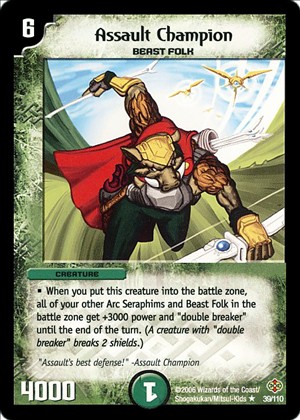 6
Assault Champion
BEAST FOLK
CREATURE
▪ When you put this creature into the battle zone,
all of your other Arc Seraphims and Beast Folk in the
battle zone get +3000 power and "double breaker"
until the end of the turn. (A creature with "double
breaker" breaks 2 shields.)
"Assault's best defense!" -Assault Champion
4000
1
©2006 Wizards of the Coast/
Shogakukan/Mitsui-Kids ★ 39/110